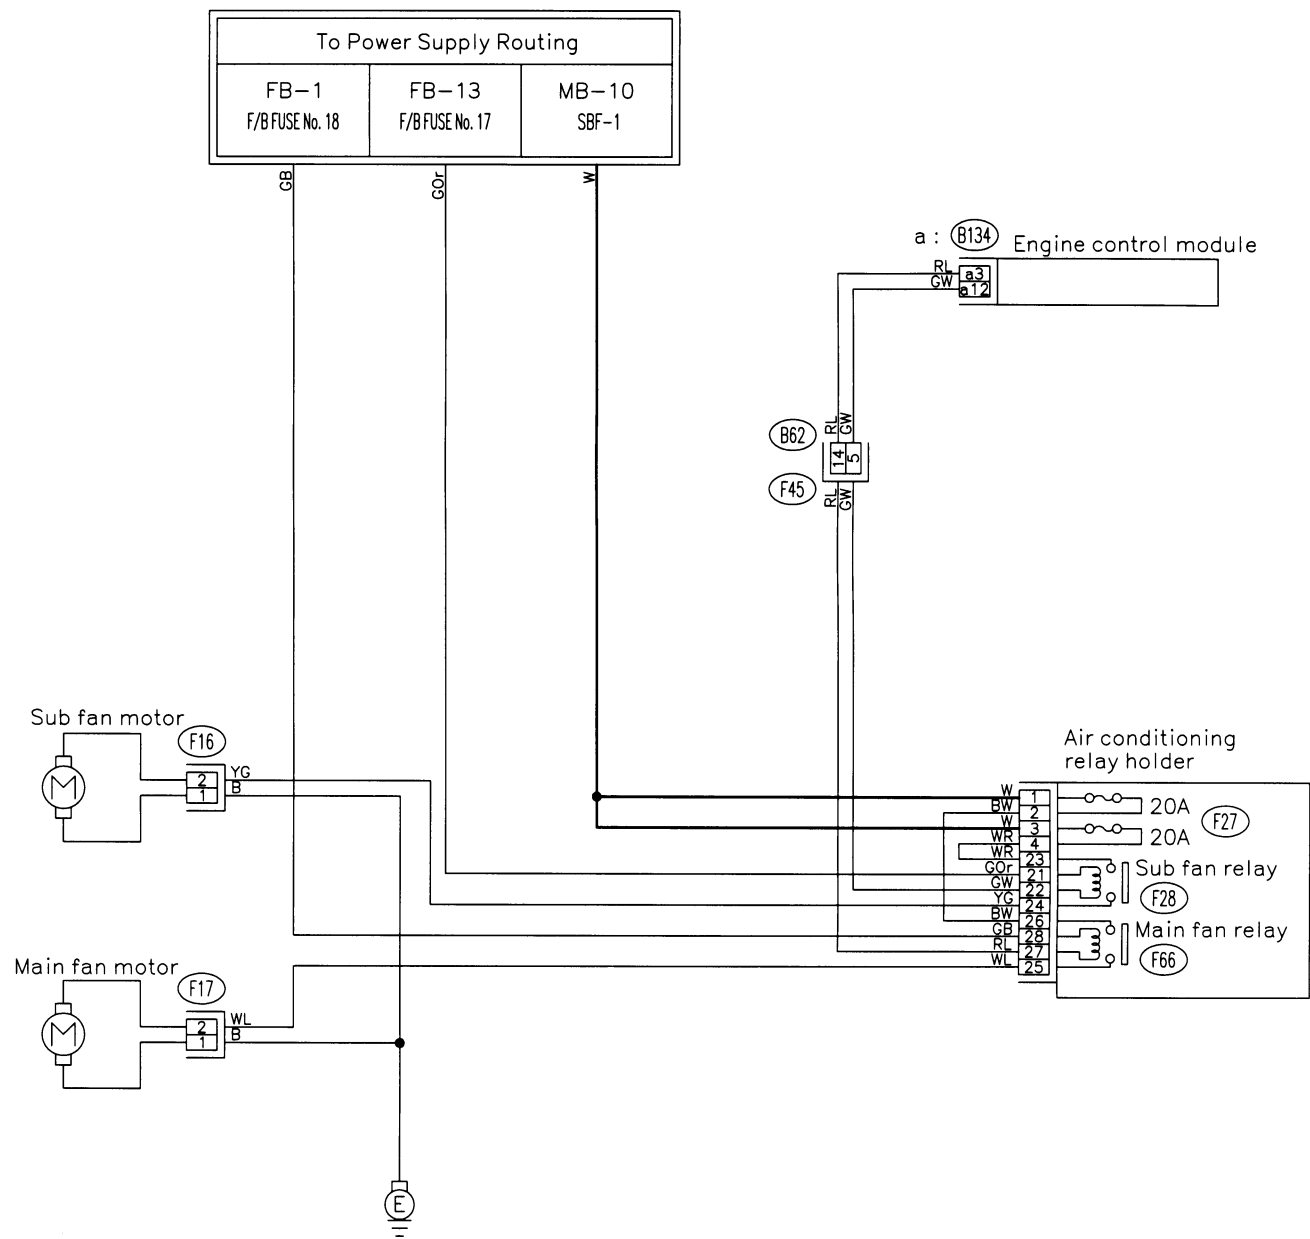 To Power Supply Routing
FB-1
FB-13
MB-10
F/B FUSE No. 18
F/B FUSE No. 17
SBF-1
GB
GOr
W
a : B134
Engine control module
RL
a3
GW
a12
RL
GW
B62
14
5
F45
RL
GW
Sub fan motor
F16
M
2
YG
1
B
Air conditioning
relay holder
W
1
BW
2
20A
F27
W
3
WR
4
20A
WR
23
GOr
21
Sub fan relay
GW
22
YG
24
F28
BW
26
GB
28
Main fan relay
RL
27
WL
25
F66
Main fan motor
F17
M
2
WL
1
B
E